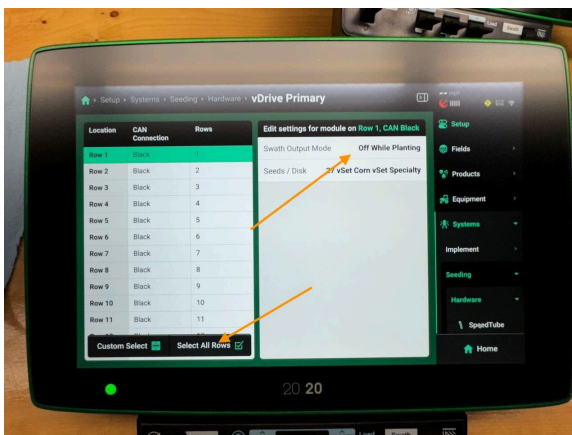 Setup • Systems • Seeding • Hardware • vDrive Primary
Location CAN Connection Rows
Row 1 Black 1
Row 2 Black 2
Row 3 Black 3
Row 4 Black 4
Row 5 Black 5
Row 6 Black 6
Row 7 Black 7
Row 8 Black 8
Row 9 Black 9
Row 10 Black 10
Row 11 Black 11
Custom Select
Select All Rows
Edit settings for module on Row 1, CAN Black
Swath Output Mode Off While Planting
Seeds / Disk 27 vSet Corn vSet Specialty
Setup
Fields
Products
Equipment
Systems
Implement
Seeding
Hardware
SpeedTube
Home
20 20
Load
Swath